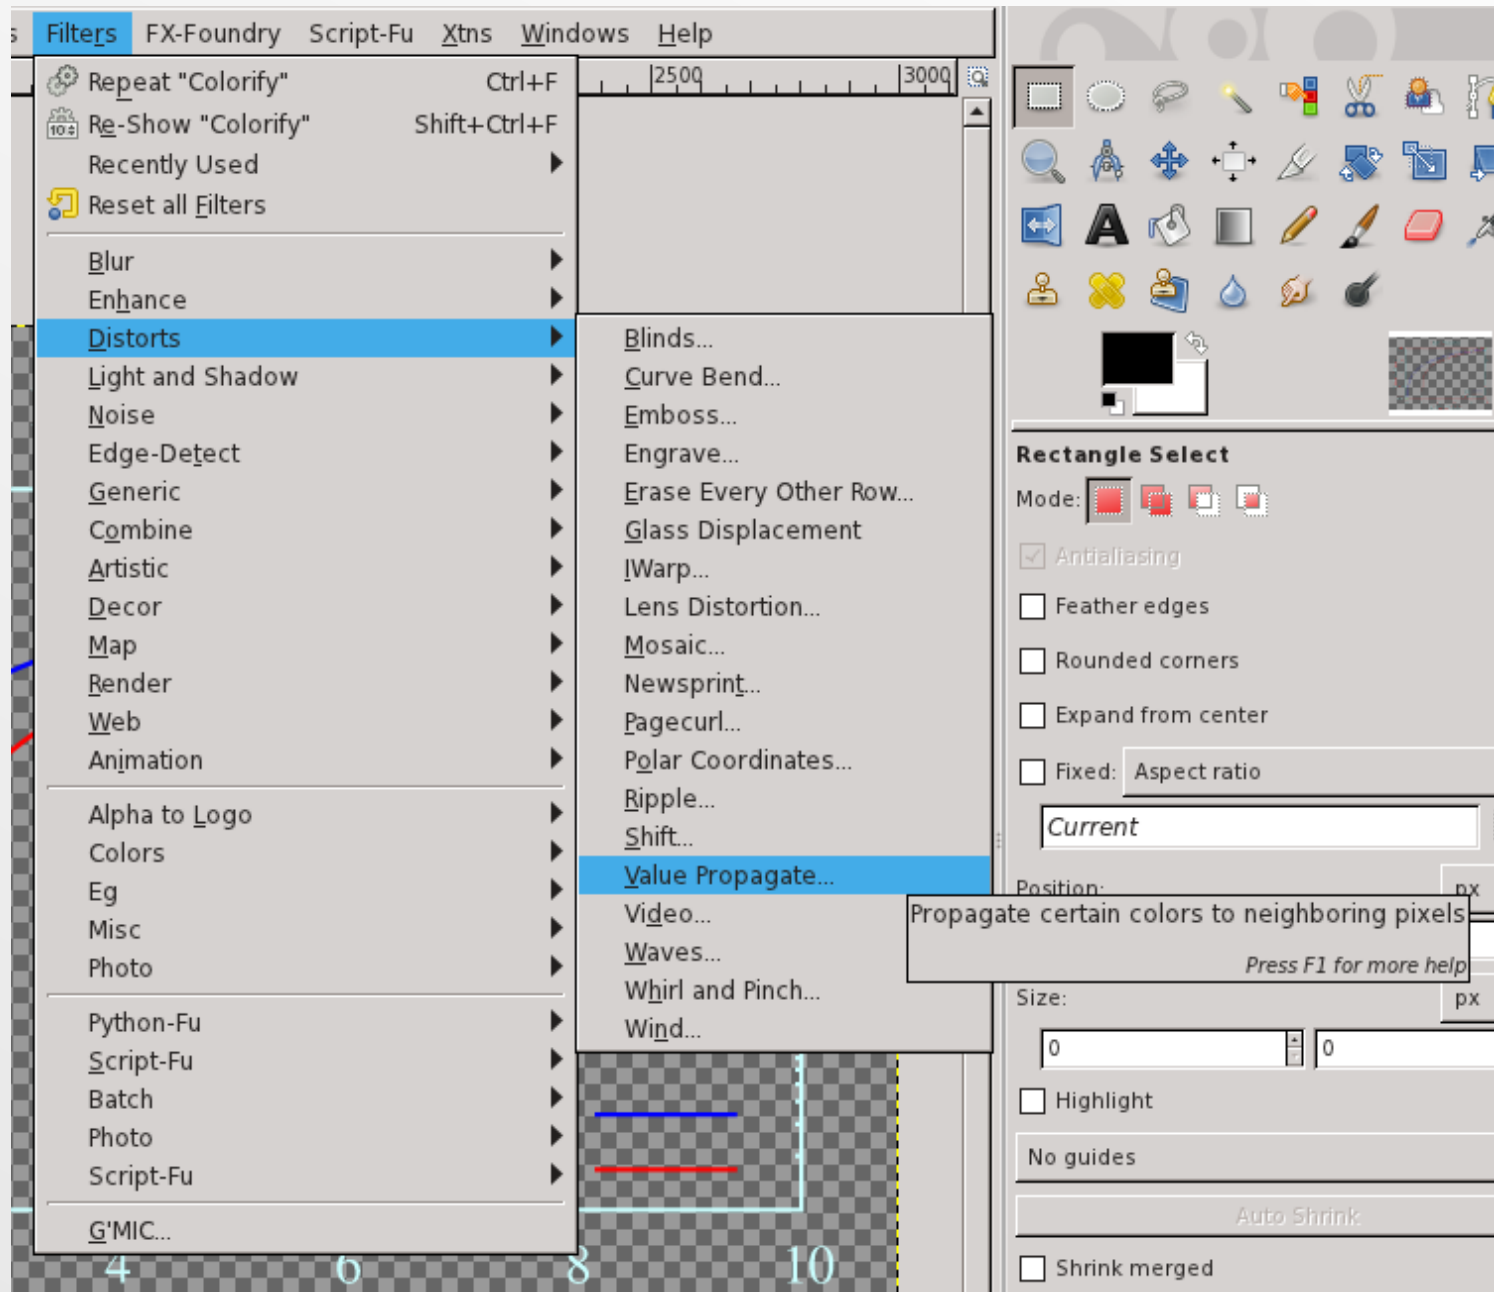 s Filters FX-Foundry Script-Fu Xtns Windows Help
2500 3000
Repeat "Colorify" Ctrl+F
Re-Show "Colorify" Shift+Ctrl+F
Recently Used
Reset all Filters
Blur
Enhance
Distorts
Light and Shadow
Noise
Edge-Detect
Generic
Combine
Artistic
Decor
Map
Render
Web
Animation
Alpha to Logo
Colors
Eg
Misc
Photo
Python-Fu
Script-Fu
Batch
Photo
Script-Fu
G'MIC...
Blinds...
Curve Bend...
Emboss...
Engrave...
Erase Every Other Row...
Glass Displacement
IWarp...
Lens Distortion...
Mosaic...
Newsprint...
Pagecurl...
Polar Coordinates...
Ripple...
Shift...
Value Propagate...
Video...
Waves...
Whirl and Pinch...
Wind...
Propagate certain colors to neighboring pixels
Press F1 for more help
4 6 8 10
Rectangle Select
Mode:
Antialiasing
Feather edges
Rounded corners
Expand from center
Fixed: Aspect ratio
Current
Position: px
Size: px
0 0
Highlight
No guides
Auto Shrink
Shrink merged